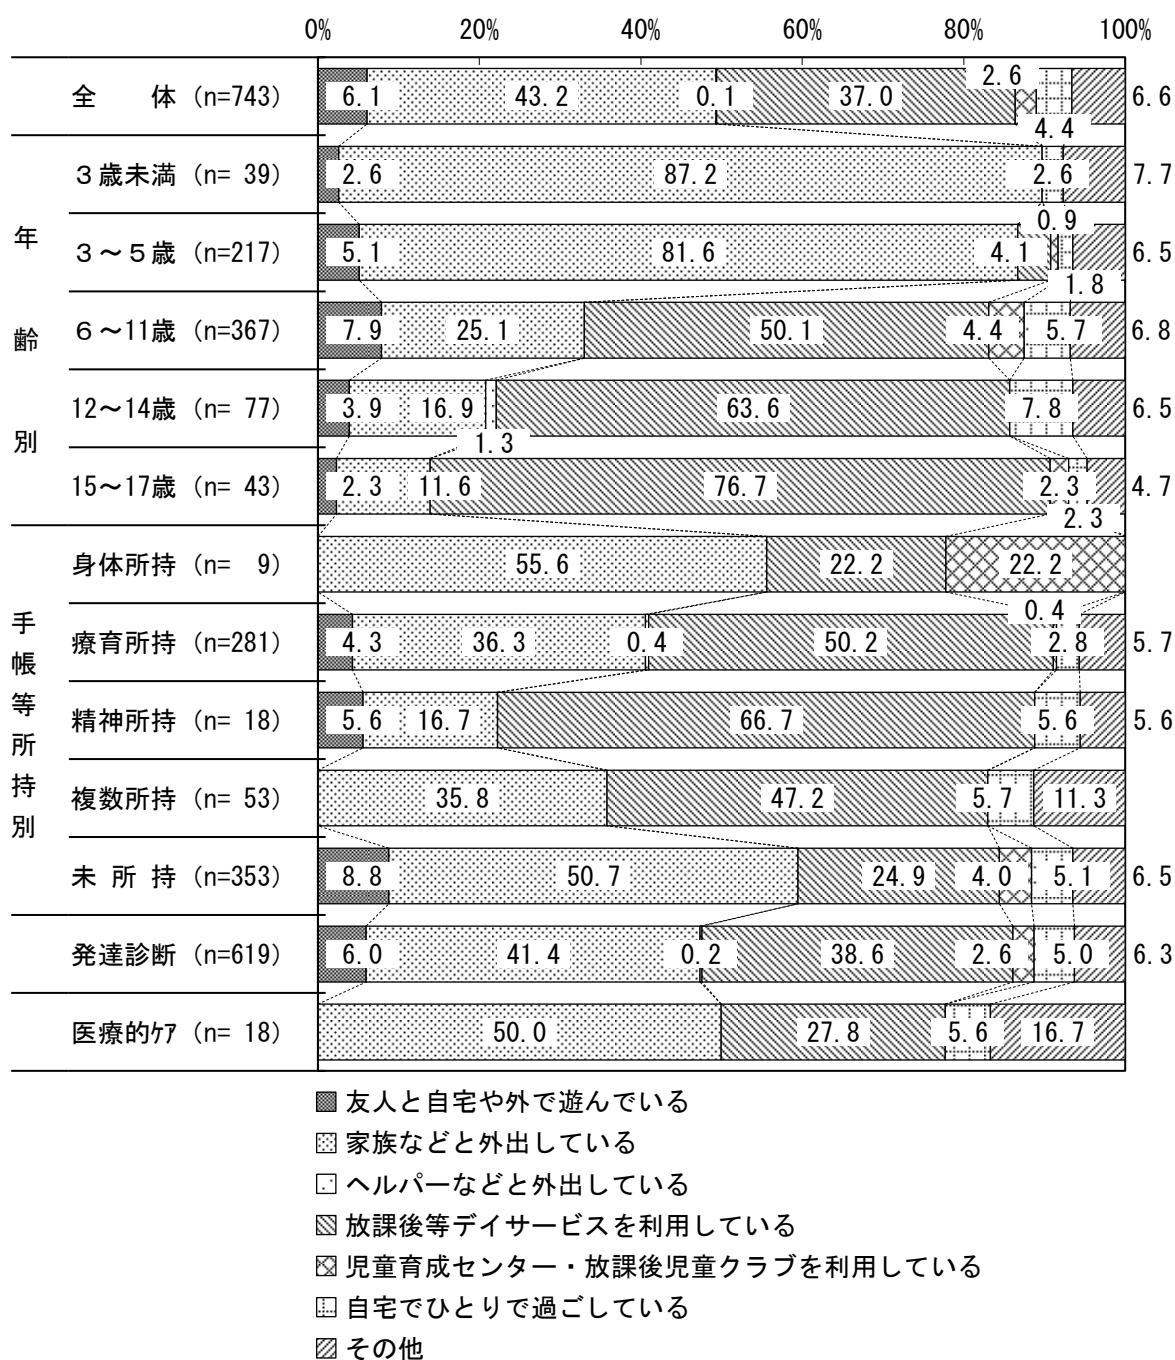 0% 20% 40% 60% 80% 100%
全 体 (n=743) 6.1 43.2 0.1 37.0 2.6 4.4 6.6
年齢別
3歳未満 (n= 39) 2.6 87.2 2.6 7.7
3～5歳 (n=217) 5.1 81.6 4.1 0.9 1.8 6.5
6～11歳 (n=367) 7.9 25.1 50.1 4.4 5.7 6.8
12～14歳 (n= 77) 3.9 16.9 1.3 63.6 7.8 6.5
15～17歳 (n= 43) 2.3 11.6 76.7 2.3 2.3 4.7
手帳等所持別
身体所持 (n= 9) 55.6 22.2 22.2
療育所持 (n=281) 4.3 36.3 0.4 50.2 0.4 2.8 5.7
精神所持 (n= 18) 5.6 16.7 66.7 5.6 5.6
複数所持 (n= 53) 35.8 47.2 5.7 11.3
未 所 持 (n=353) 8.8 50.7 24.9 4.0 5.1 6.5
発達診断 (n=619) 6.0 41.4 0.2 38.6 2.6 5.0 6.3
医療的ｹｱ (n= 18) 50.0 27.8 5.6 16.7
友人と自宅や外で遊んでいる
家族などと外出している
ヘルパーなどと外出している
放課後等デイサービスを利用している
児童育成センター・放課後児童クラブを利用している
自宅でひとりで過ごしている
その他